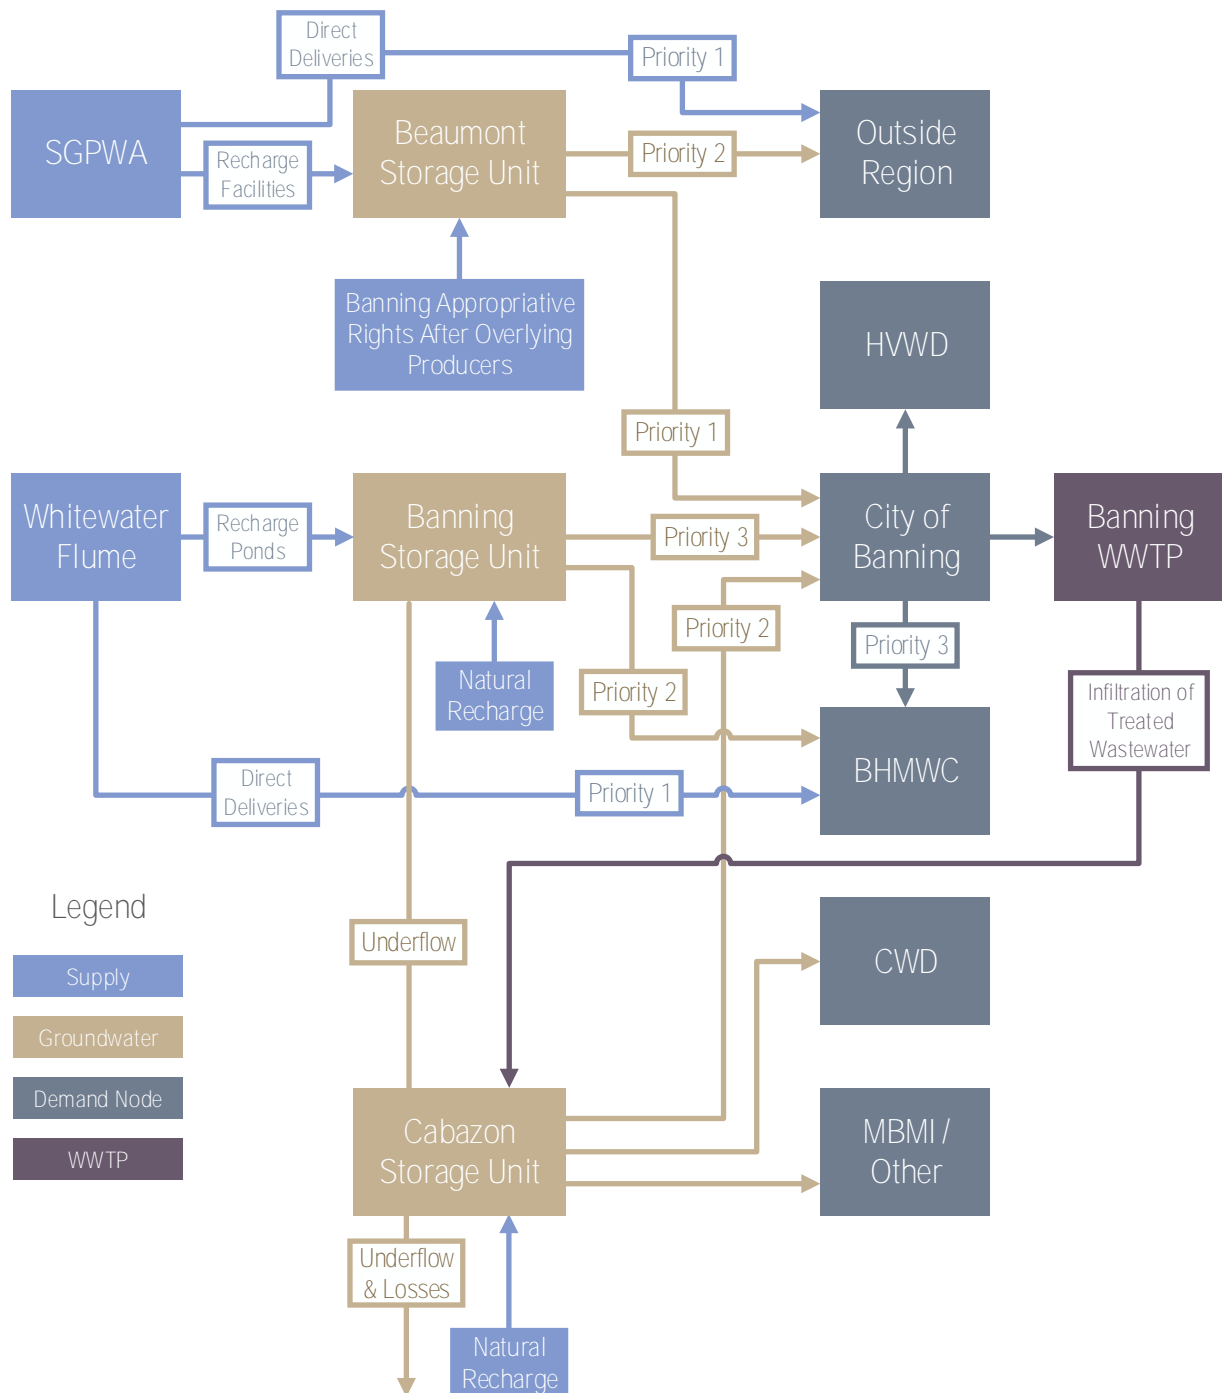 Direct
Deliveries
Priority 1
SGPWA
Recharge
Facilities
Beaumont
Storage Unit
Priority 2
Outside
Region
Banning Appropriative
Rights After Overlying
Producers
HVWD
Priority 1
Whitewater
Flume
Recharge
Ponds
Banning
Storage Unit
Priority 3
City of
Banning
Banning
WWTP
Priority 2
Priority 3
Natural
Recharge
Priority 2
Infiltration of
Treated
Wastewater
Direct
Deliveries
Priority 1
BHMWC
Legend
Supply
Groundwater
Demand Node
WWTP
Underflow
CWD
Cabazon
Storage Unit
MBMI /
Other
Underflow
& Losses
Natural
Recharge